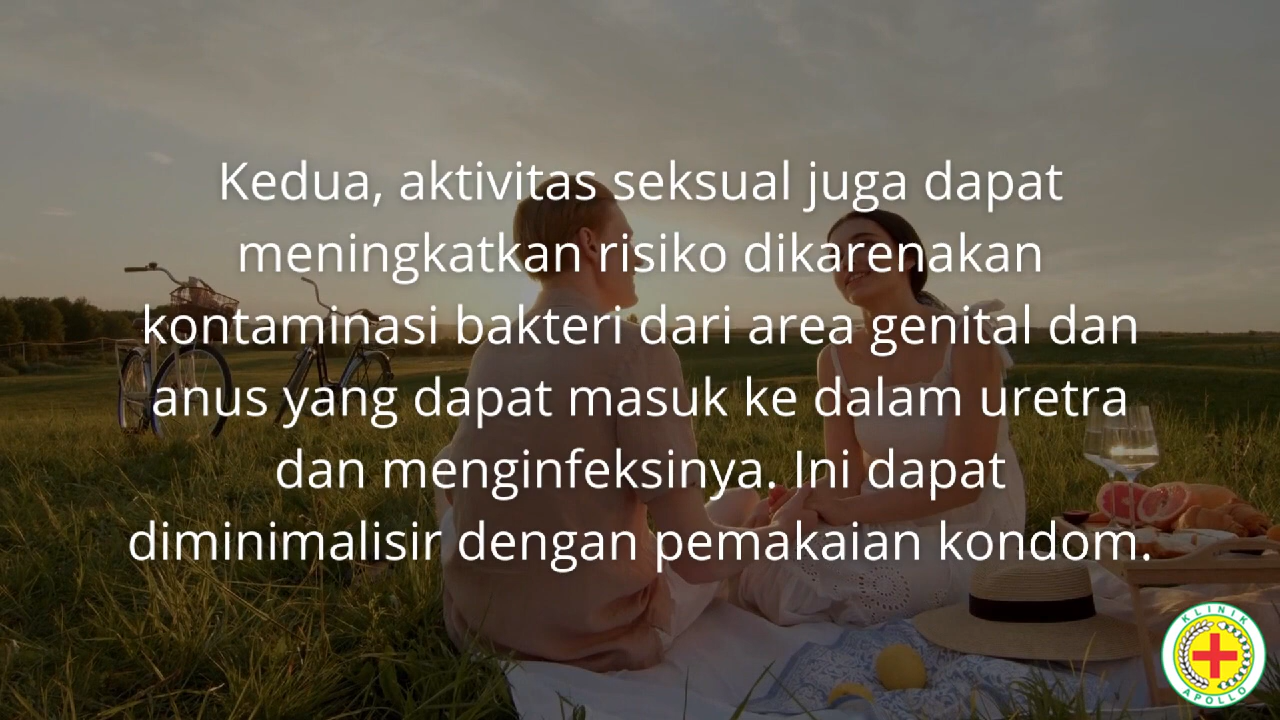 Kedua, aktivitas seksual juga dapat
meningkatkan risiko dikarenakan
kontaminasi bakteri dari area genital dan
anus yang dapat masuk ke dalam uretra
dan menginfeksinya. Ini dapat
diminimalisir dengan pemakaian kondom.
KLINIK
APOLLO